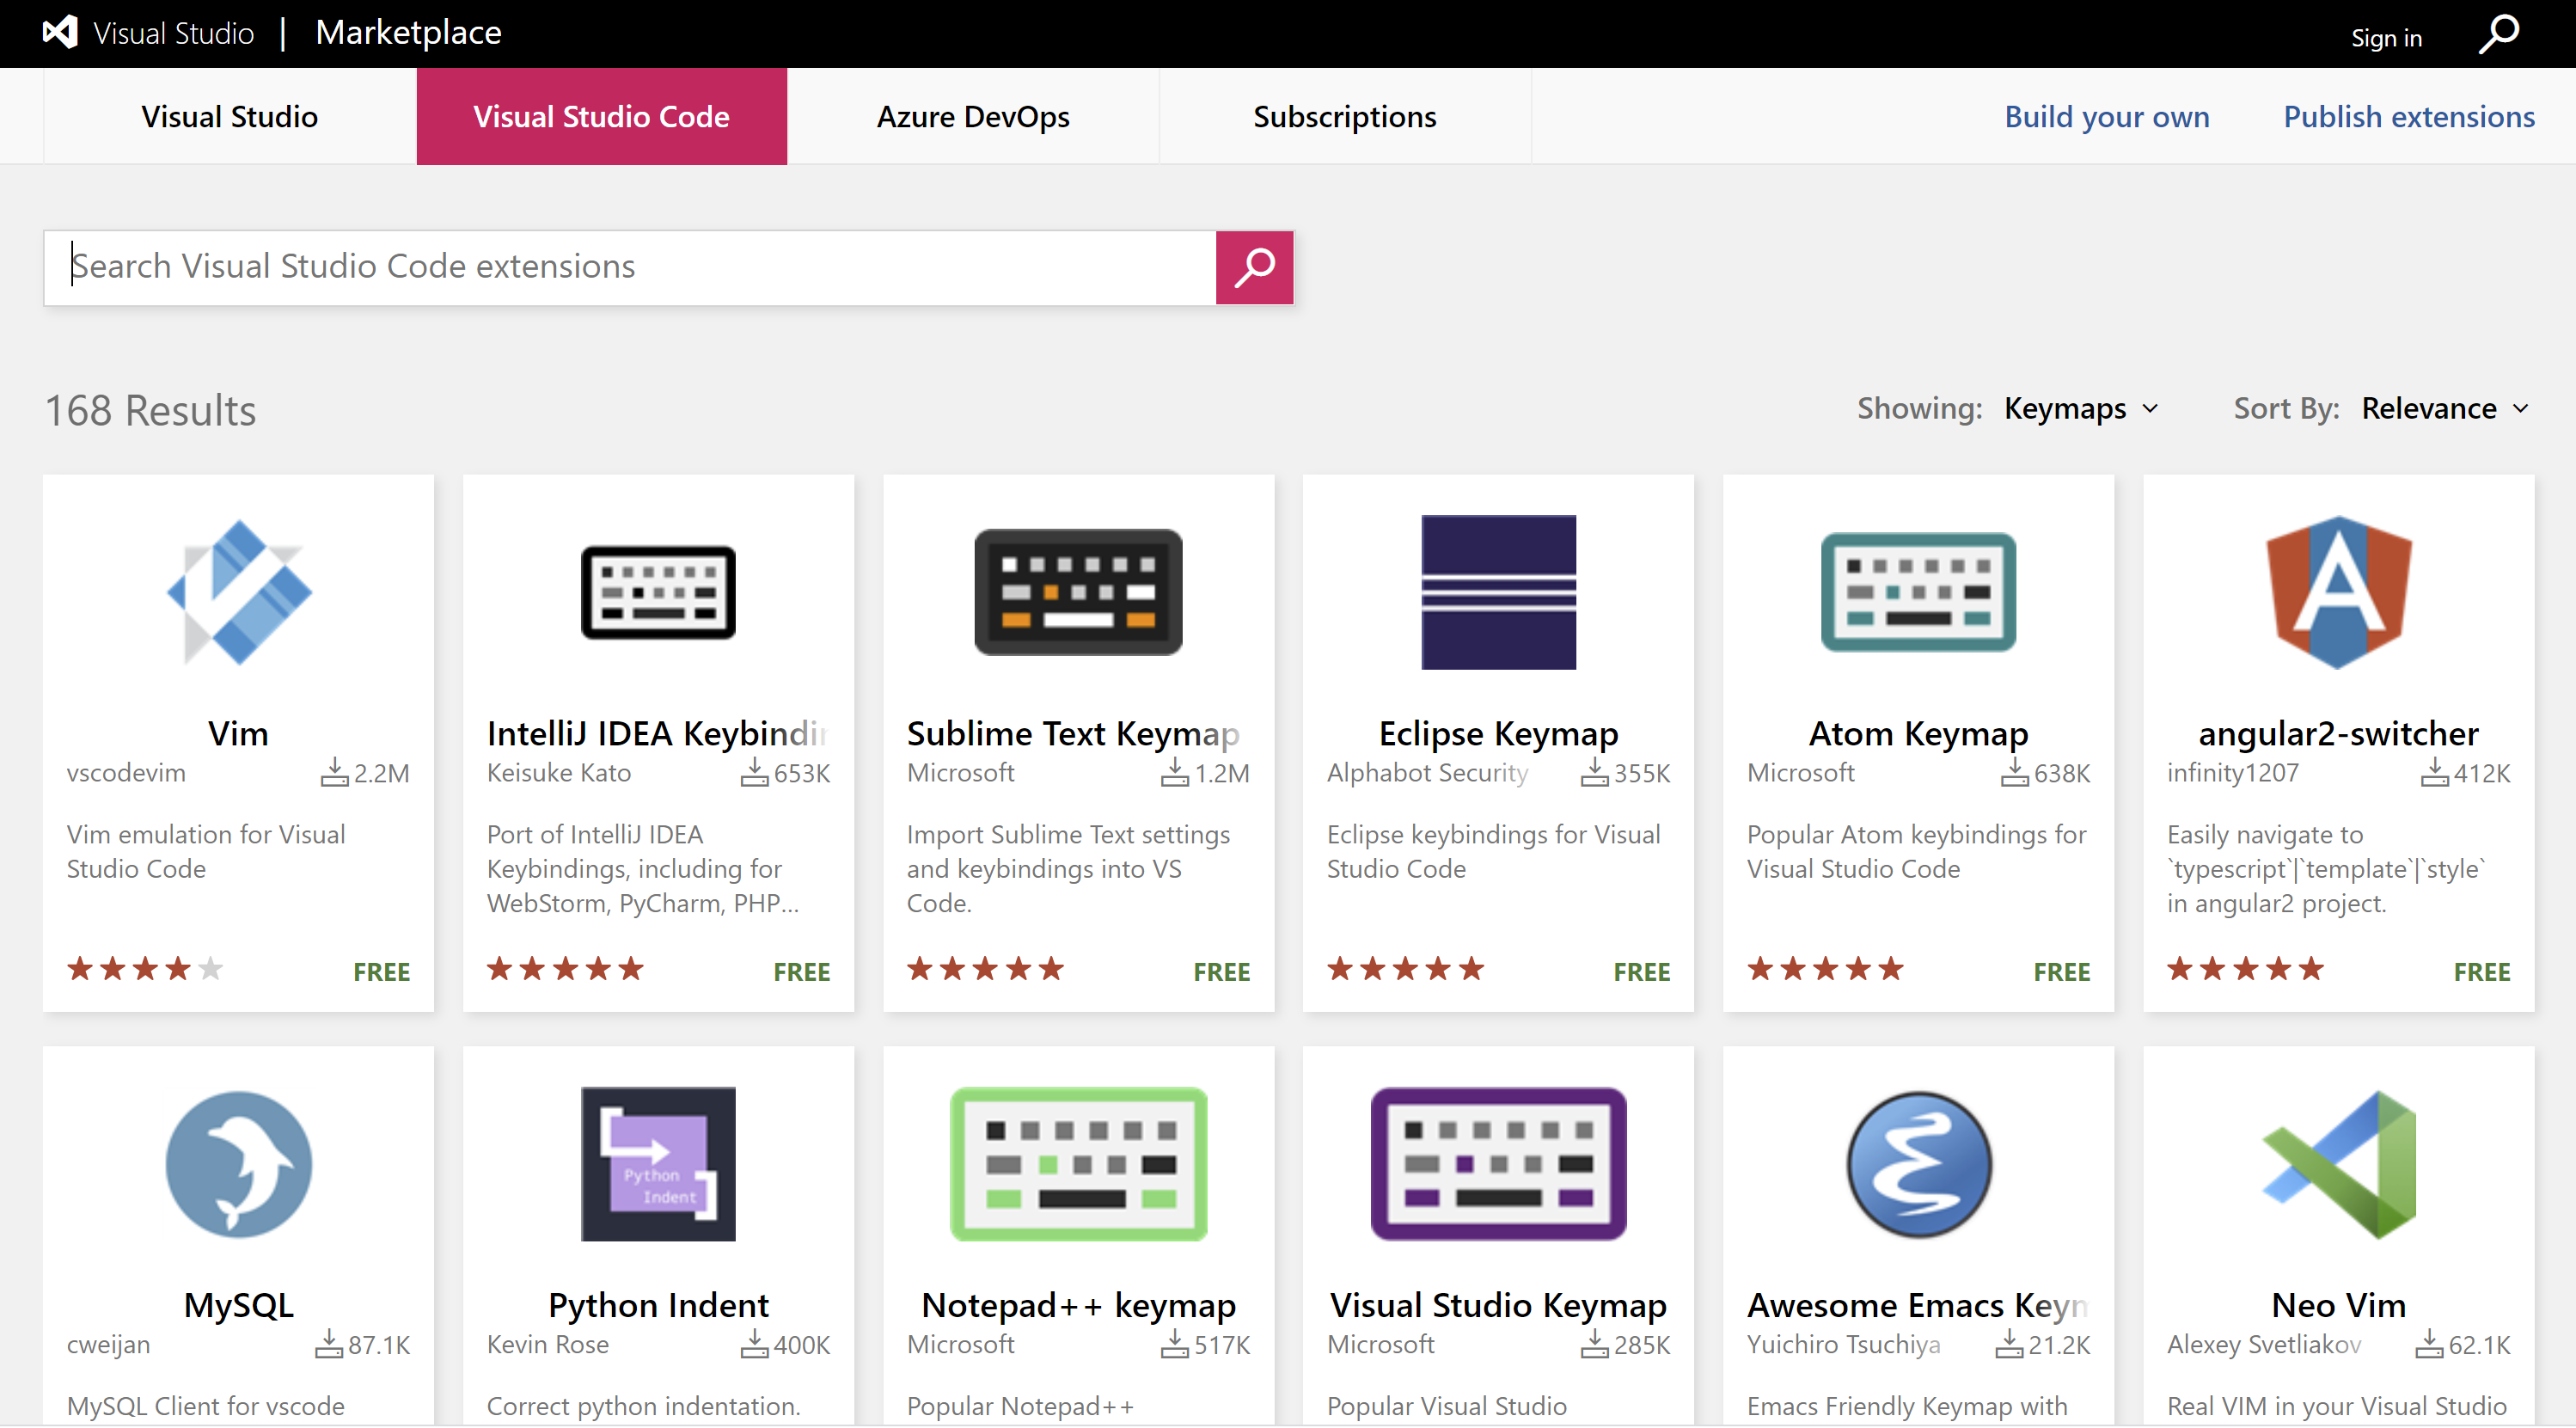 Visual Studio | Marketplace
Sign in
Visual Studio
Visual Studio Code
Azure DevOps
Subscriptions
Build your own
Publish extensions
Search Visual Studio Code extensions
168 Results
Showing: Keymaps
Sort By: Relevance
Vim
vscodevim 2.2M
Vim emulation for Visual
Studio Code
FREE
IntelliJ IDEA Keybindin
Keisuke Kato 653K
Port of IntelliJ IDEA
Keybindings, including for
WebStorm, PyCharm, PHP...
FREE
Sublime Text Keymap
Microsoft 1.2M
Import Sublime Text settings
and keybindings into VS
Code.
FREE
Eclipse Keymap
Alphabot Security 355K
Eclipse keybindings for Visual
Studio Code
FREE
Atom Keymap
Microsoft 638K
Popular Atom keybindings for
Visual Studio Code
FREE
angular2-switcher
infinity1207 412K
Easily navigate to
`typescript`|`template`|`style`
in angular2 project.
FREE
MySQL
cweijan 87.1K
MySQL Client for vscode
Python
Indent
Python Indent
Kevin Rose 400K
Correct python indentation.
Notepad++ keymap
Microsoft 517K
Popular Notepad++
Visual Studio Keymap
Microsoft 285K
Popular Visual Studio
Awesome Emacs Keym
Yuichiro Tsuchiya 21.2K
Emacs Friendly Keymap with
Neo Vim
Alexey Svetliakov 62.1K
Real VIM in your Visual Studio